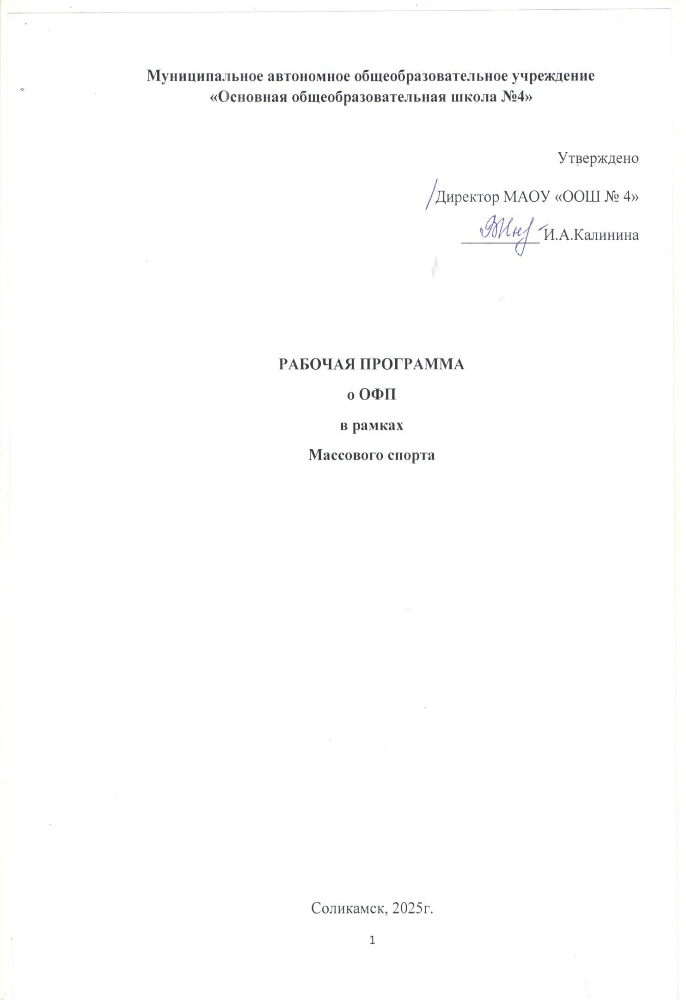 Муниципальное автономное общеобразовательное учреждение
«Основная общеобразовательная школа №4»
Утверждено
/Директор МАОУ «ООШ № 4»
И.А.Калинина
РАБОЧАЯ ПРОГРАММА
о ОФП
в рамках
Массового спорта
Соликамск, 2025г.
1